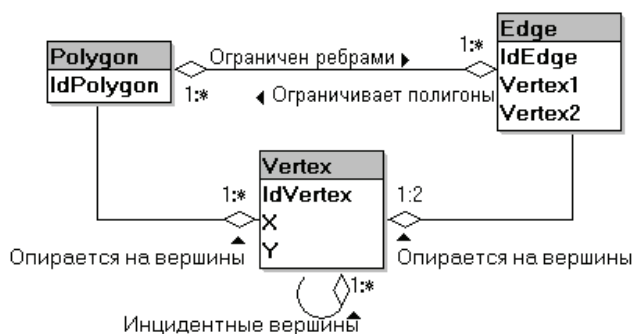 Polygon
IdPolygon
Ограничен ребрами
1:*
Edge
IdEdge
Vertex1
Vertex2
1:*
Ограничивает полигоны
Vertex
IdVertex
X
Y
1:*
1:2
Опирается на вершины
Опирается на вершины
1:*
Инцидентные вершины